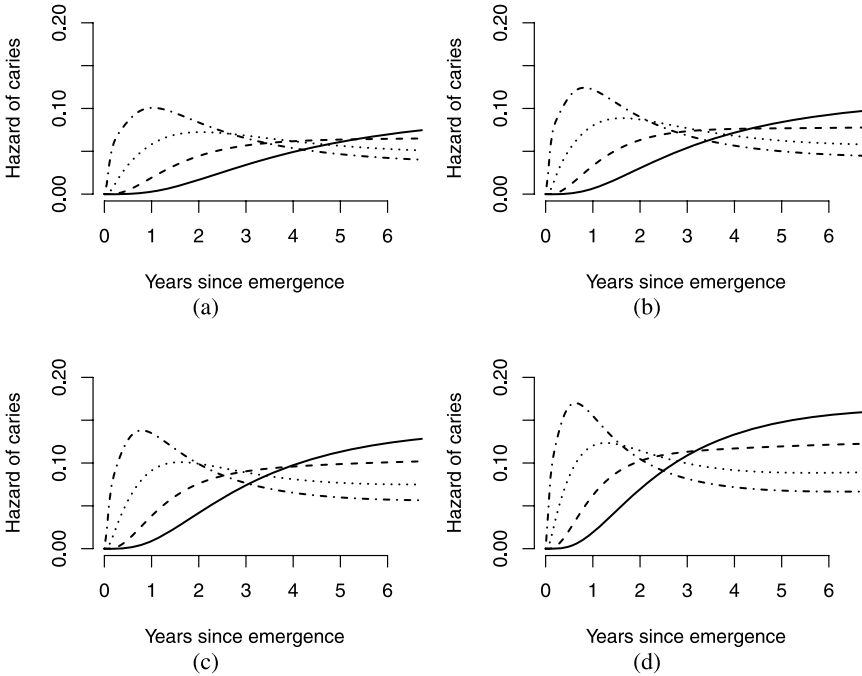 Hazard of caries
0.20
0.10
0.00
0 1 2 3 4 5 6
Years since emergence
(a)
Hazard of caries
0.20
0.10
0.00
0 1 2 3 4 5 6
Years since emergence
(b)
Hazard of caries
0.20
0.10
0.00
0 1 2 3 4 5 6
Years since emergence
(c)
Hazard of caries
0.20
0.10
0.00
0 1 2 3 4 5 6
Years since emergence
(d)